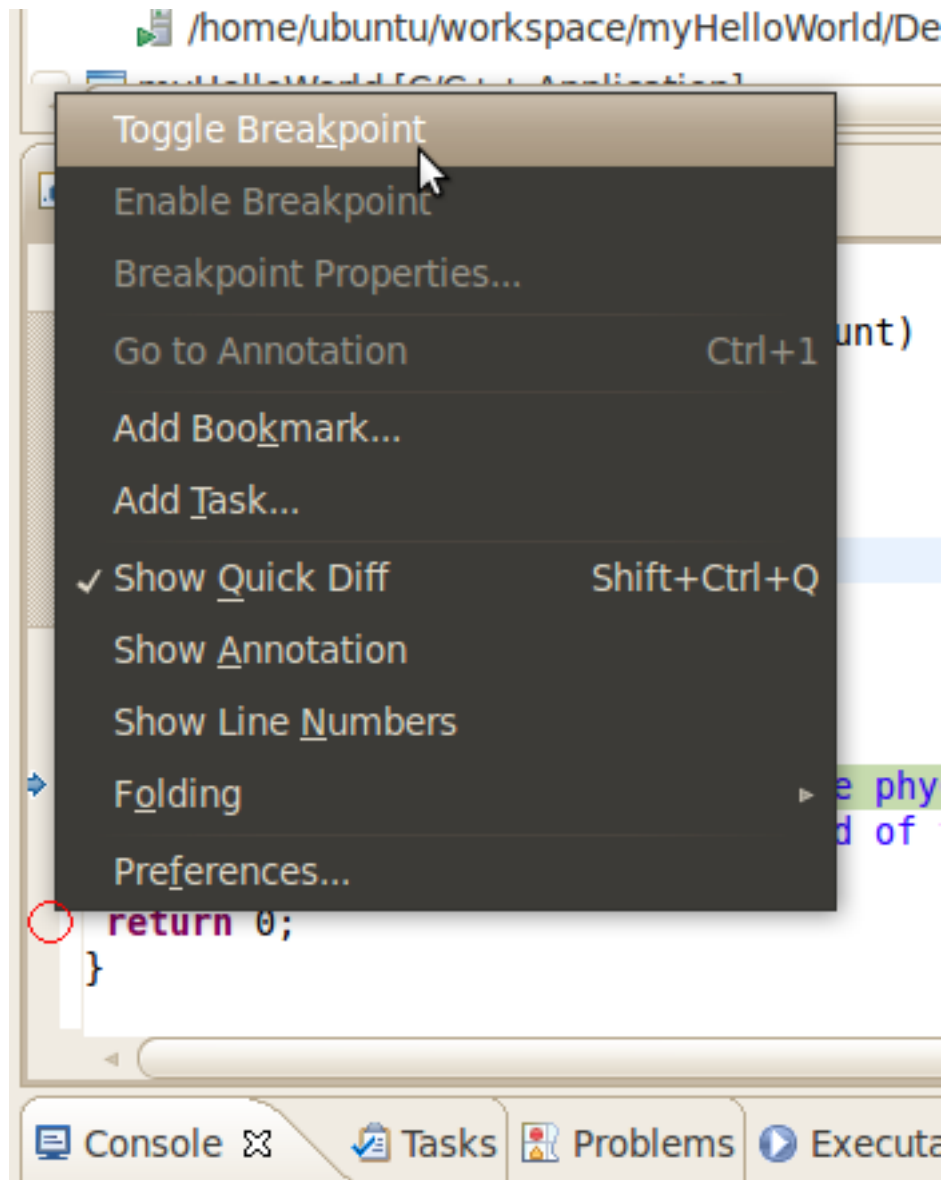 /home/ubuntu/workspace/myHelloWorld/De
myHelloWorld [C/C++ Application]
Toggle Breakpoint
Enable Breakpoint
Breakpoint Properties...
unt)
Go to Annotation Ctrl+1
Add Bookmark...
Add Task...
✓ Show Quick Diff Shift+Ctrl+Q
Show Annotation
Show Line Numbers
Folding
e phy
d of
Preferences...
return 0;
}
Console Tasks Problems Executa